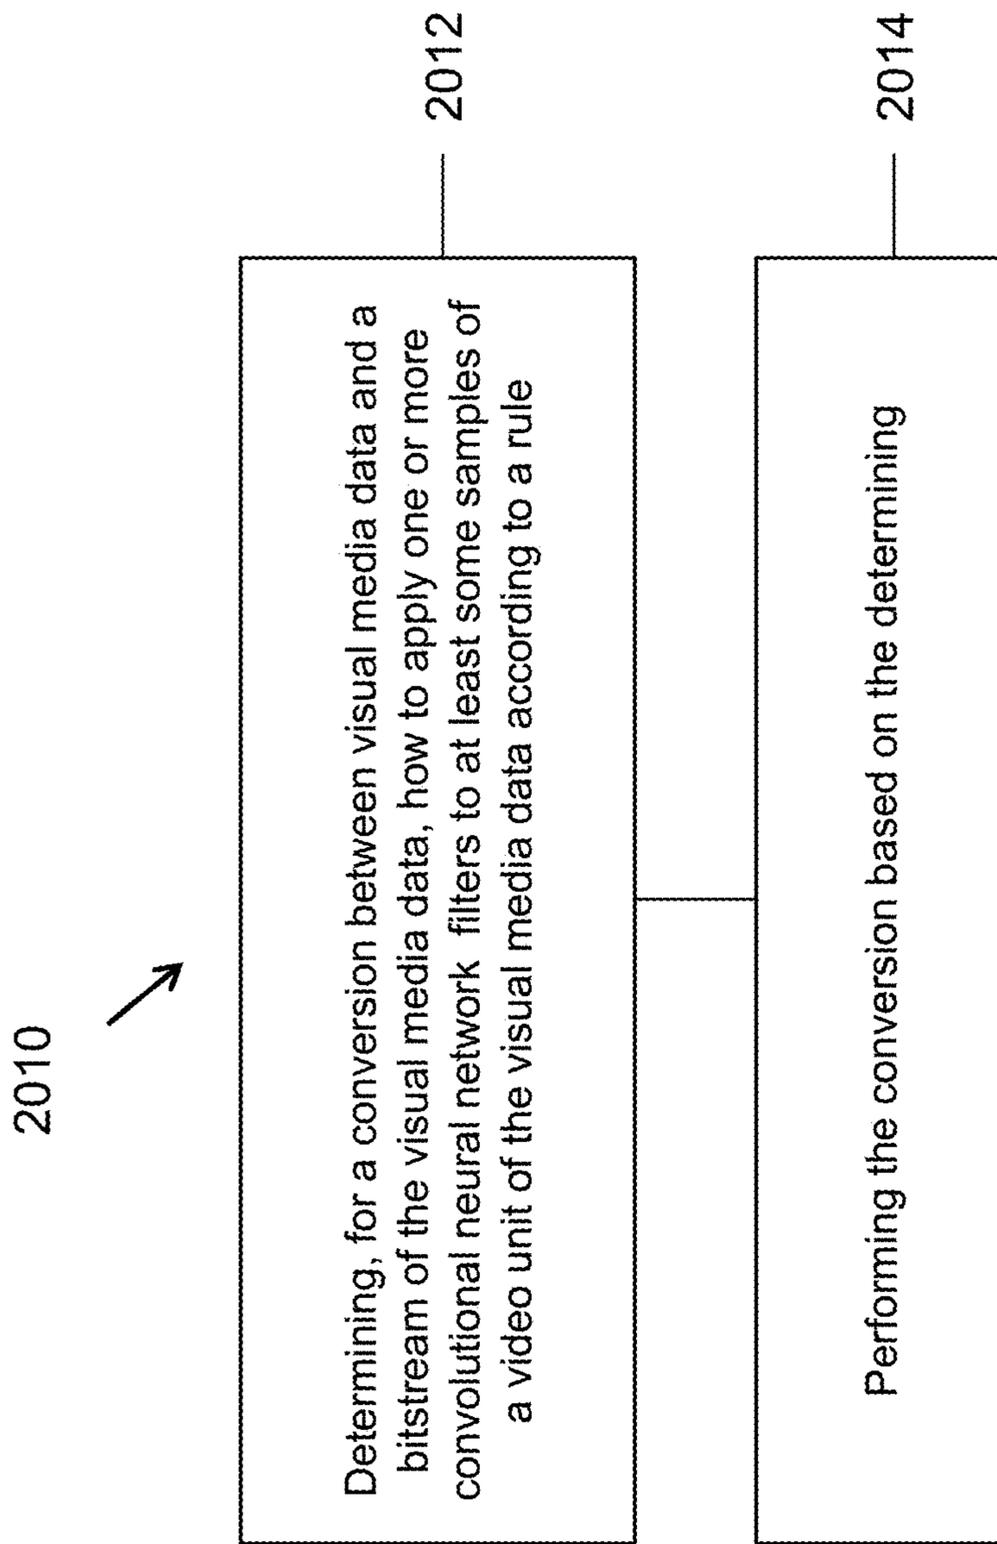 2010
Determining, for a conversion between visual media data and a
bitstream of the visual media data, how to apply one or more
convolutional neural network filters to at least some samples of
a video unit of the visual media data according to a rule
2012
Performing the conversion based on the determining
2014